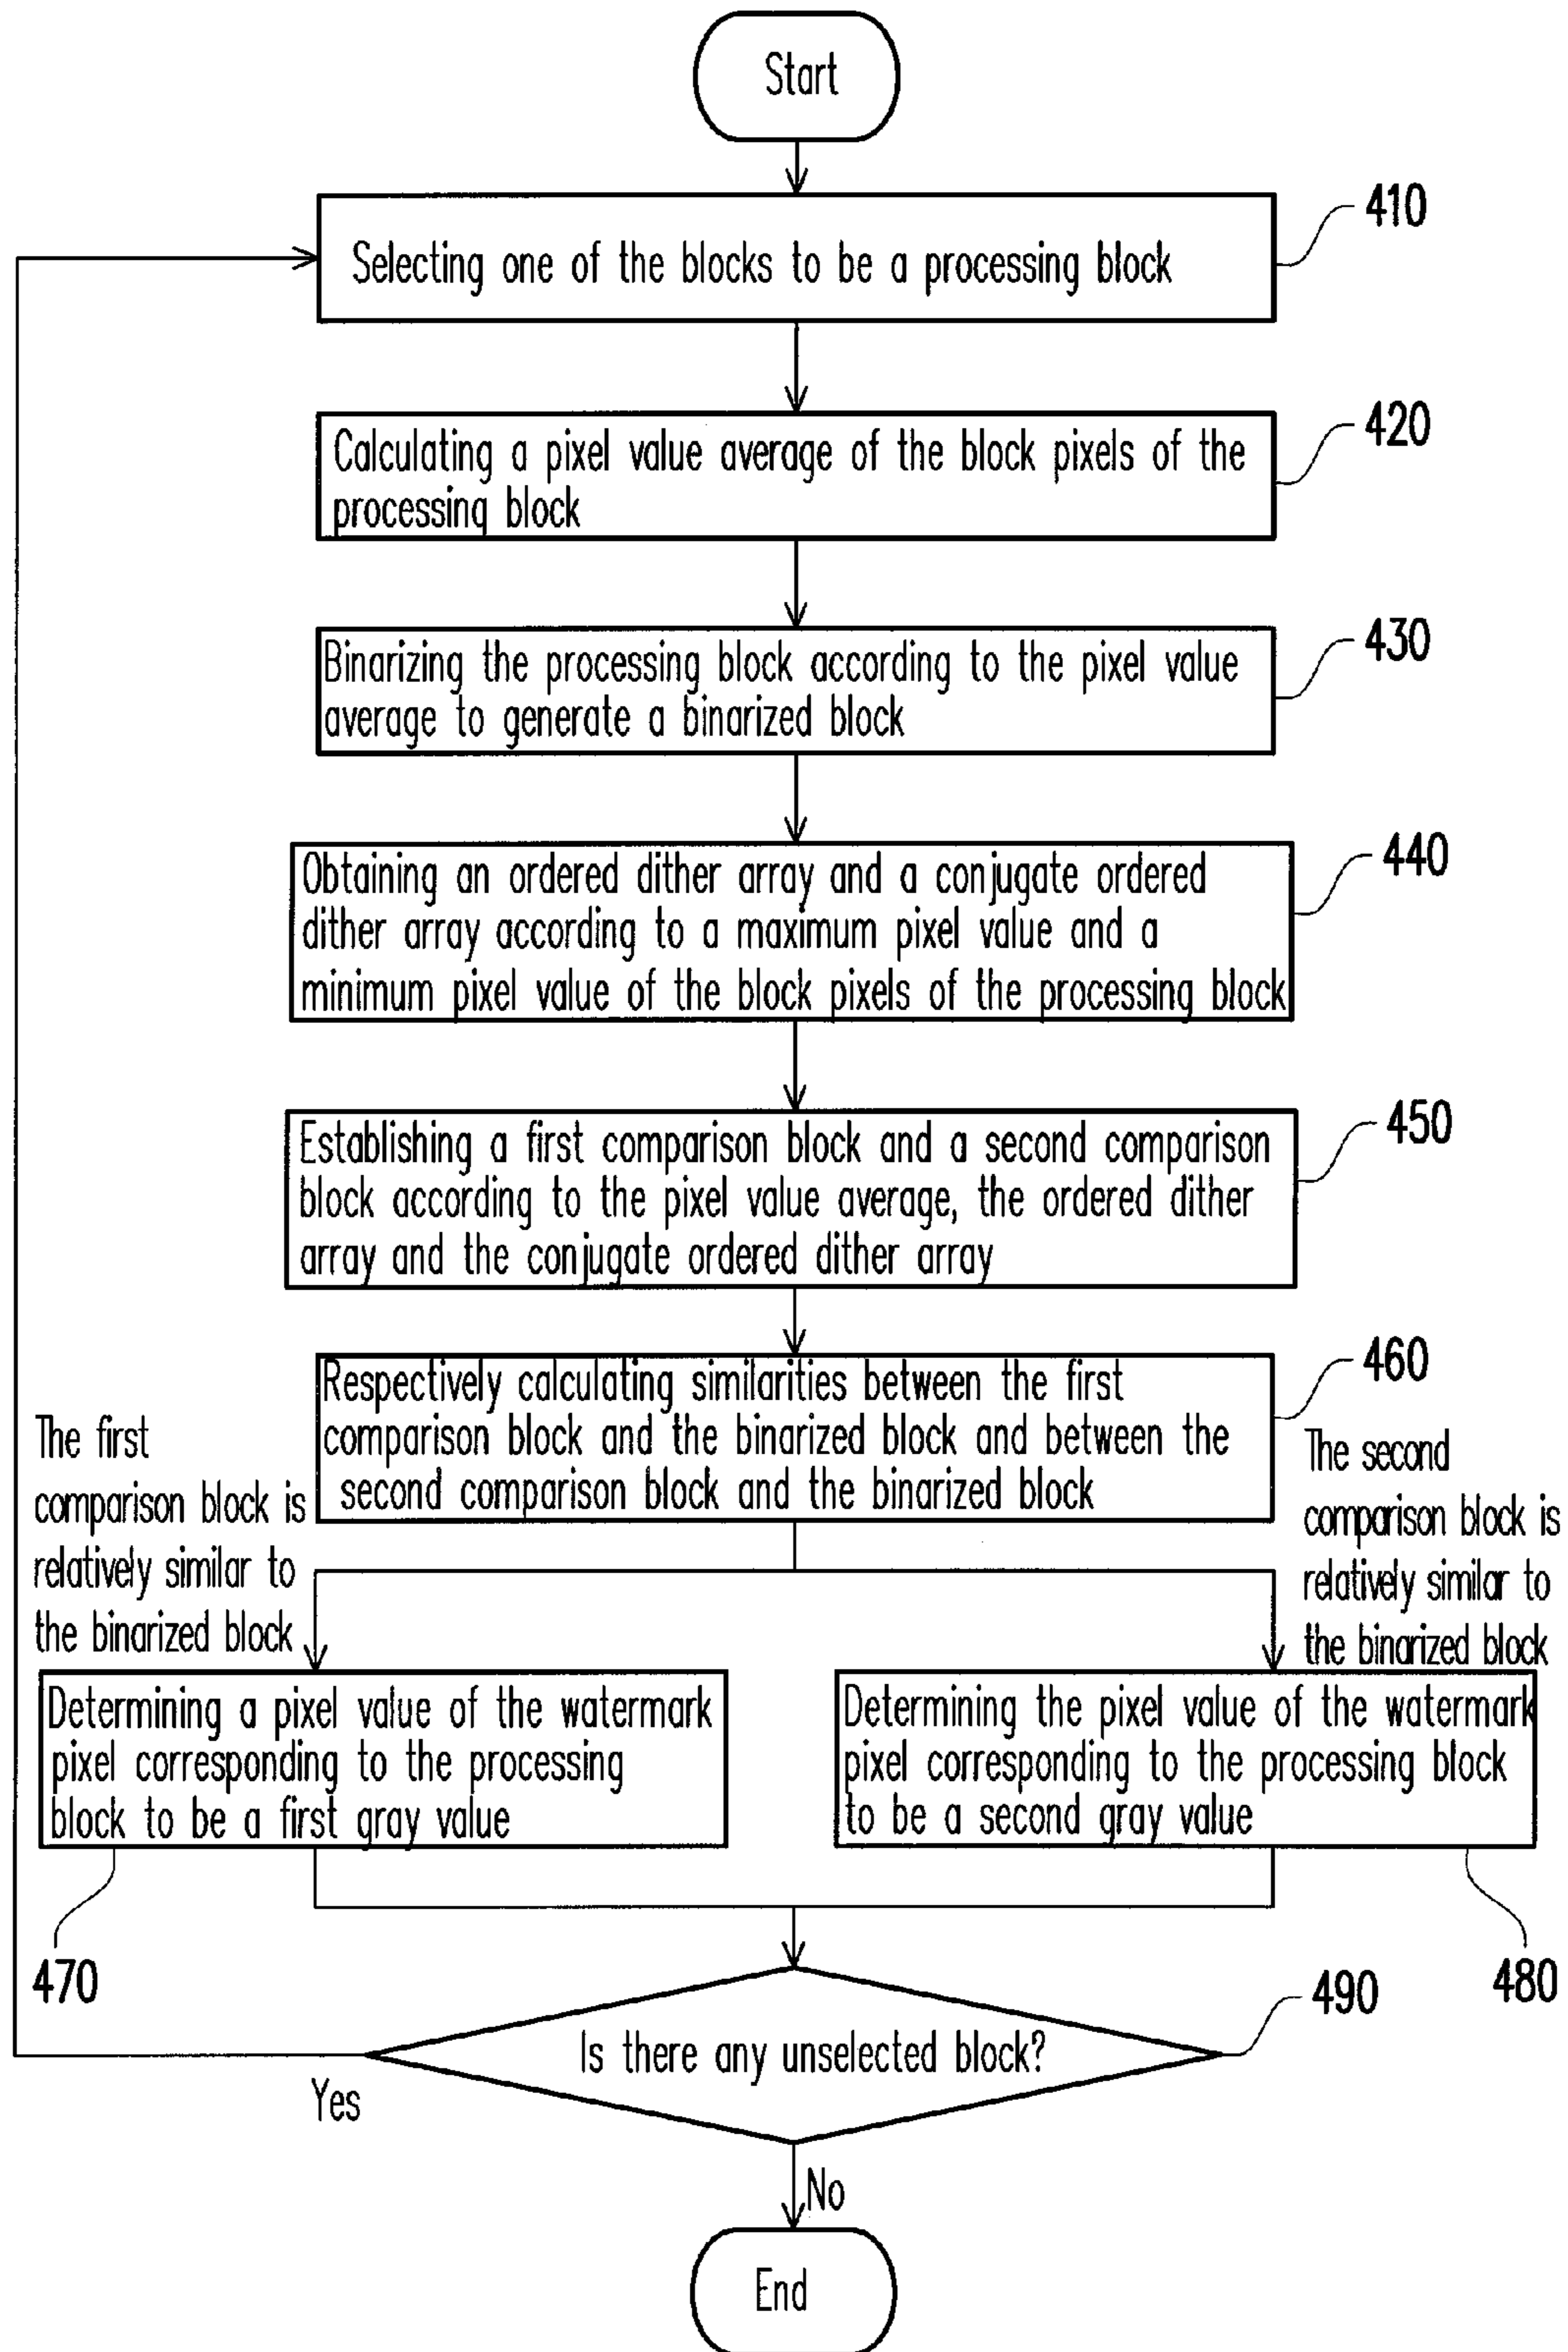 Start
Selecting one of the blocks to be a processing block
410
Calculating a pixel value average of the block pixels of the
processing block
420
Binarizing the processing block according to the pixel value
average to generate a binarized block
430
Obtaining an ordered dither array and a conjugate ordered
dither array according to a maximum pixel value and a
minimum pixel value of the block pixels of the processing block
440
Establishing a first comparison block and a second comparison
block according to the pixel value average, the ordered dither
array and the conjugate ordered dither array
450
Respectively calculating similarities between the first
comparison block and the binarized block and between the
second comparison block and the binarized block
460
The first
comparison block is
relatively similar to
the binarized block
The second
comparison block is
relatively similar to
the binarized block
Determining a pixel value of the watermark
pixel corresponding to the processing
block to be a first gray value
470
Determining the pixel value of the watermark
pixel corresponding to the processing block
to be a second gray value
480
Is there any unselected block?
490
Yes
No
End